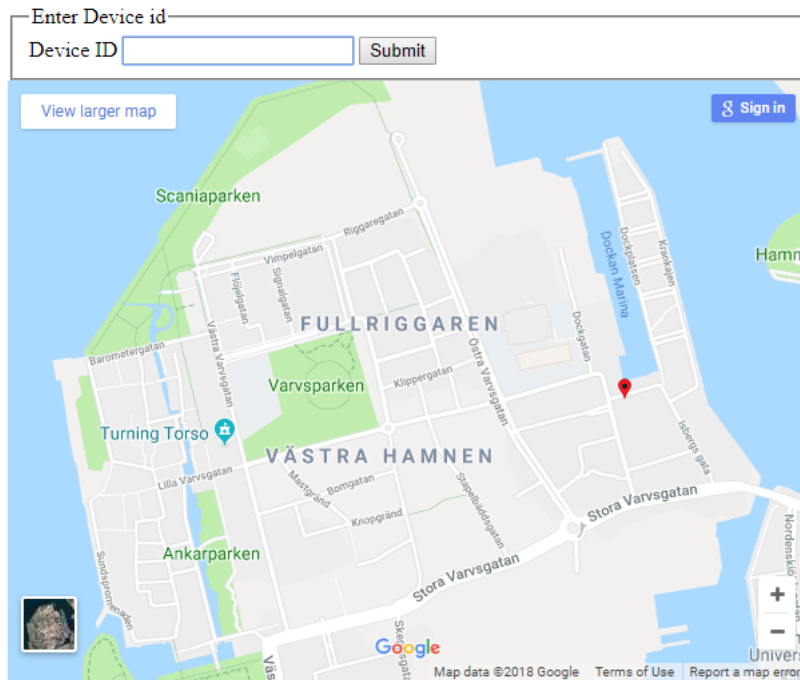 Enter Device id
Device ID
Submit
View larger map
Sign in
Scaniaparken
Riggaregatan
Vimpelgatan
Flöjelgatan
Signalgatan
Dockan Marina
Dockplatsen
Krankajen
FULLRIGGAREN
Västra Varvsgatan
Barometergatan
Östra Varvsgatan
Dockgatan
Varvsparken
Klippergatan
Turning Torso
VÄSTRA HAMNEN
Isbergs gata
Lilla Varvsgatan
Mastgränd
Bomgatan
Stapelbäddsgatan
Knopgränd
Stora Varvsgatan
Ankarparken
Sundspromenaden
Stora Varvsgatan
Google
Map data ©2018 Google
Terms of Use
Report a map error